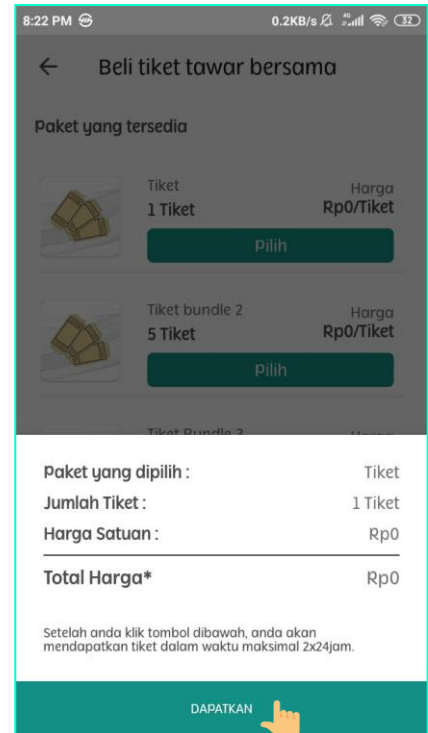 8:22 PM 0.2KB/s 4G 32
Beli tiket tawar bersama
Paket yang tersedia
Tiket Harga
1 Tiket Rp0/Tiket
Pilih
Tiket bundle 2 Harga
5 Tiket Rp0/Tiket
Pilih
Tiket Bundle 3 Harga
Paket yang dipilih : Tiket
Jumlah Tiket : 1 Tiket
Harga Satuan : Rp0
Total Harga* Rp0
Setelah anda klik tombol dibawah, anda akan
mendapatkan tiket dalam waktu maksimal 2x24jam.
DAPATKAN